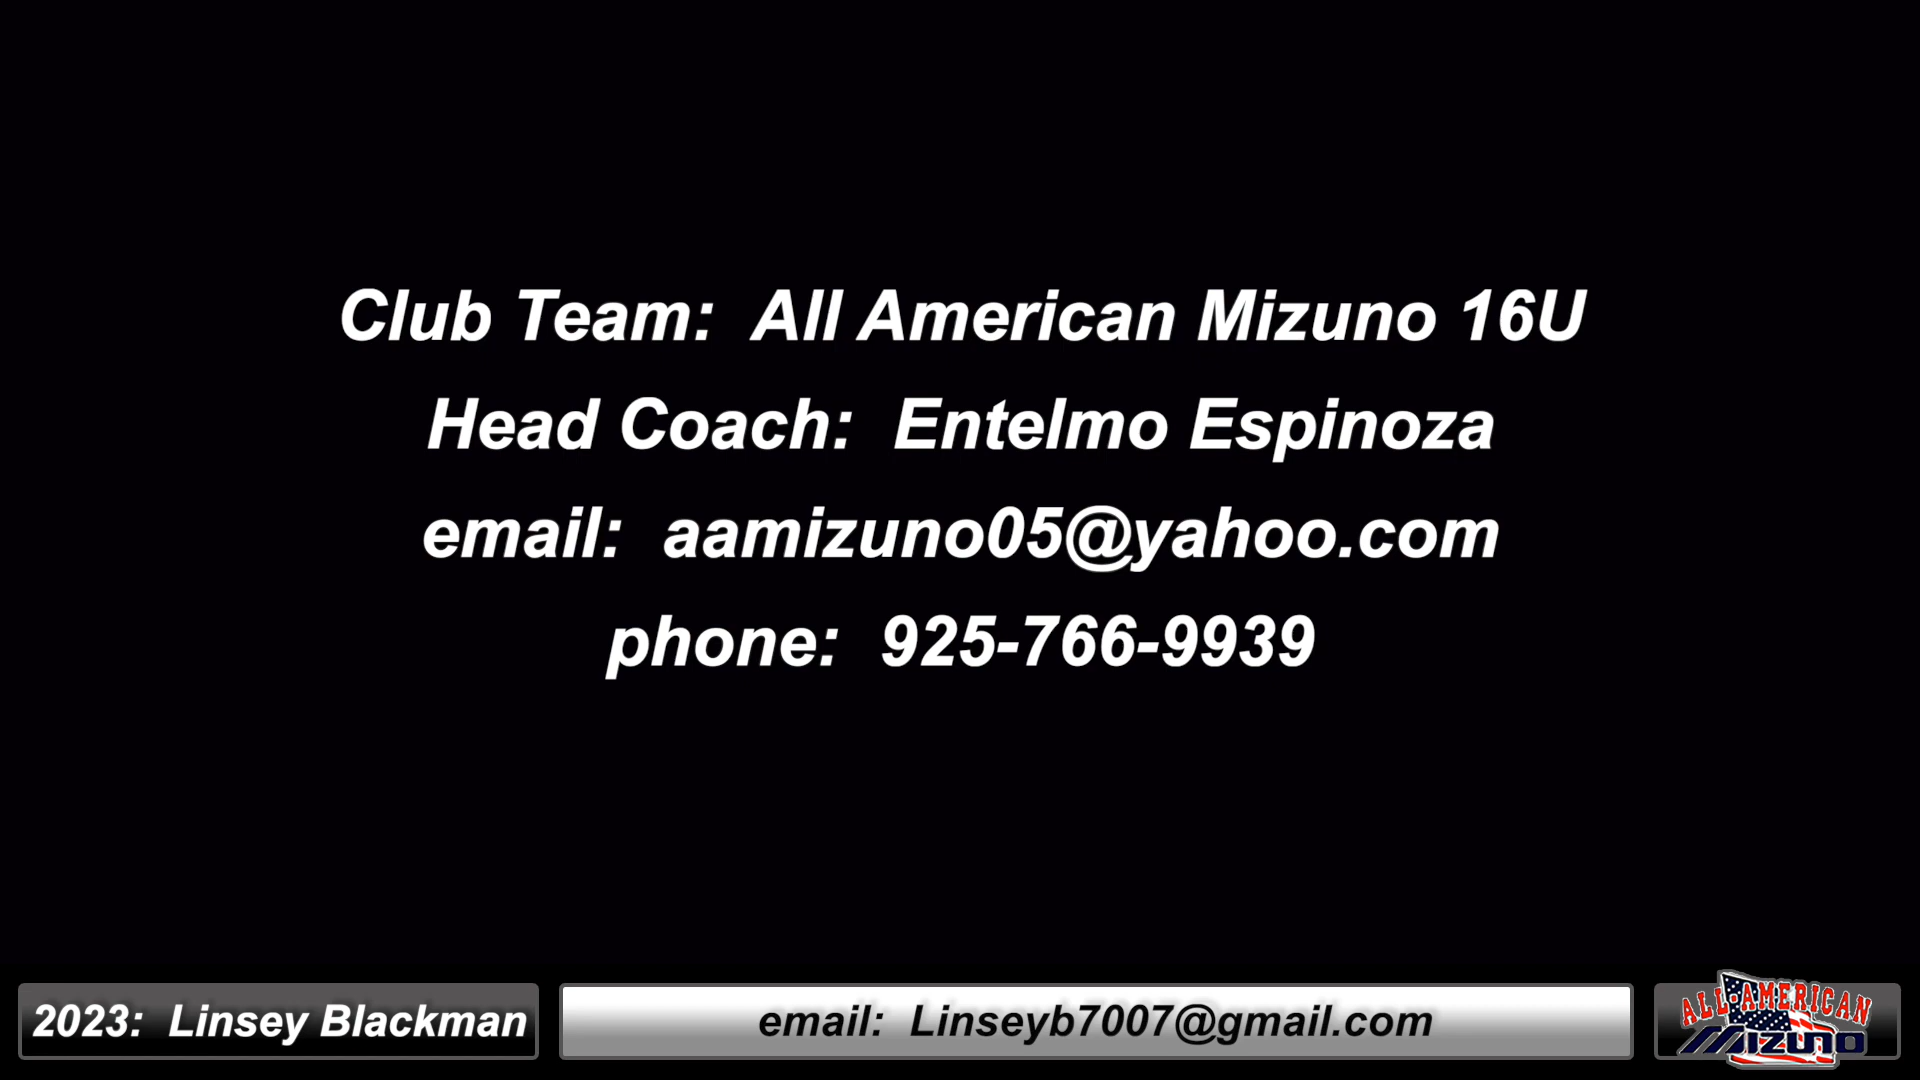 Club Team: All American Mizuno 16U
Head Coach: Entelmo Espinoza
email: aamizuno05@yahoo.com
phone: 925-766-9939
2023: Linsey Blackman
email: Linseyb7007@gmail.com
ALL-AMERICAN
Mizuno